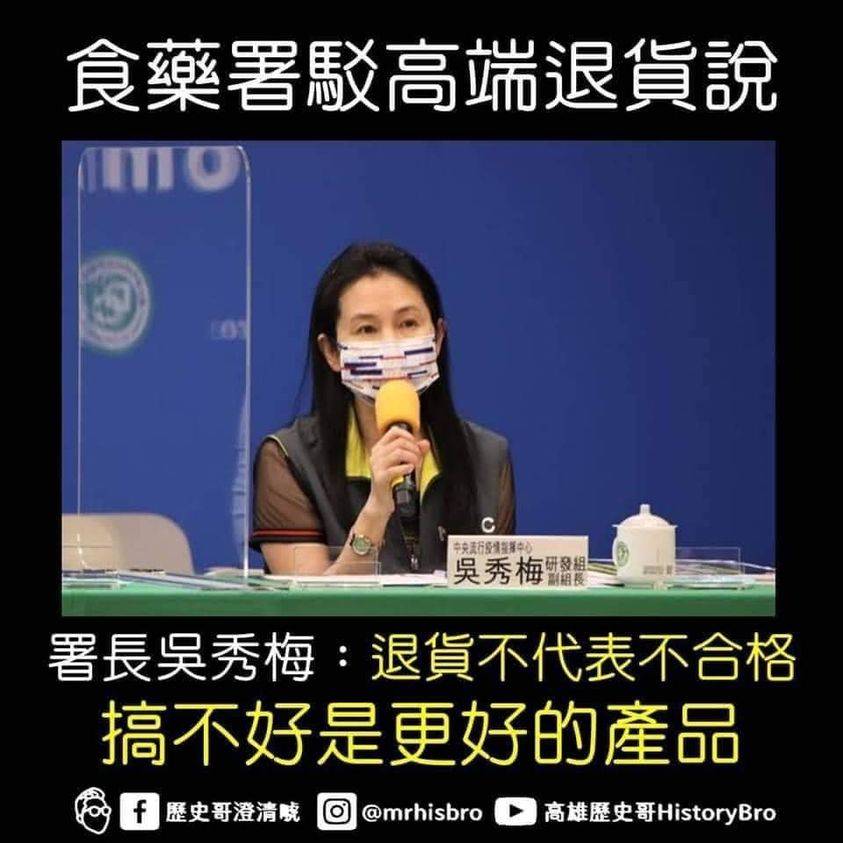 食藥署駁高端退貨說
中央流行疫情指揮中心
吳秀梅 研發組
副組長
署長吳秀梅：退貨不代表不合格
搞不好是更好的產品
歷史哥澄清唬 @mrhisbro 高雄歷史哥HistoryBro